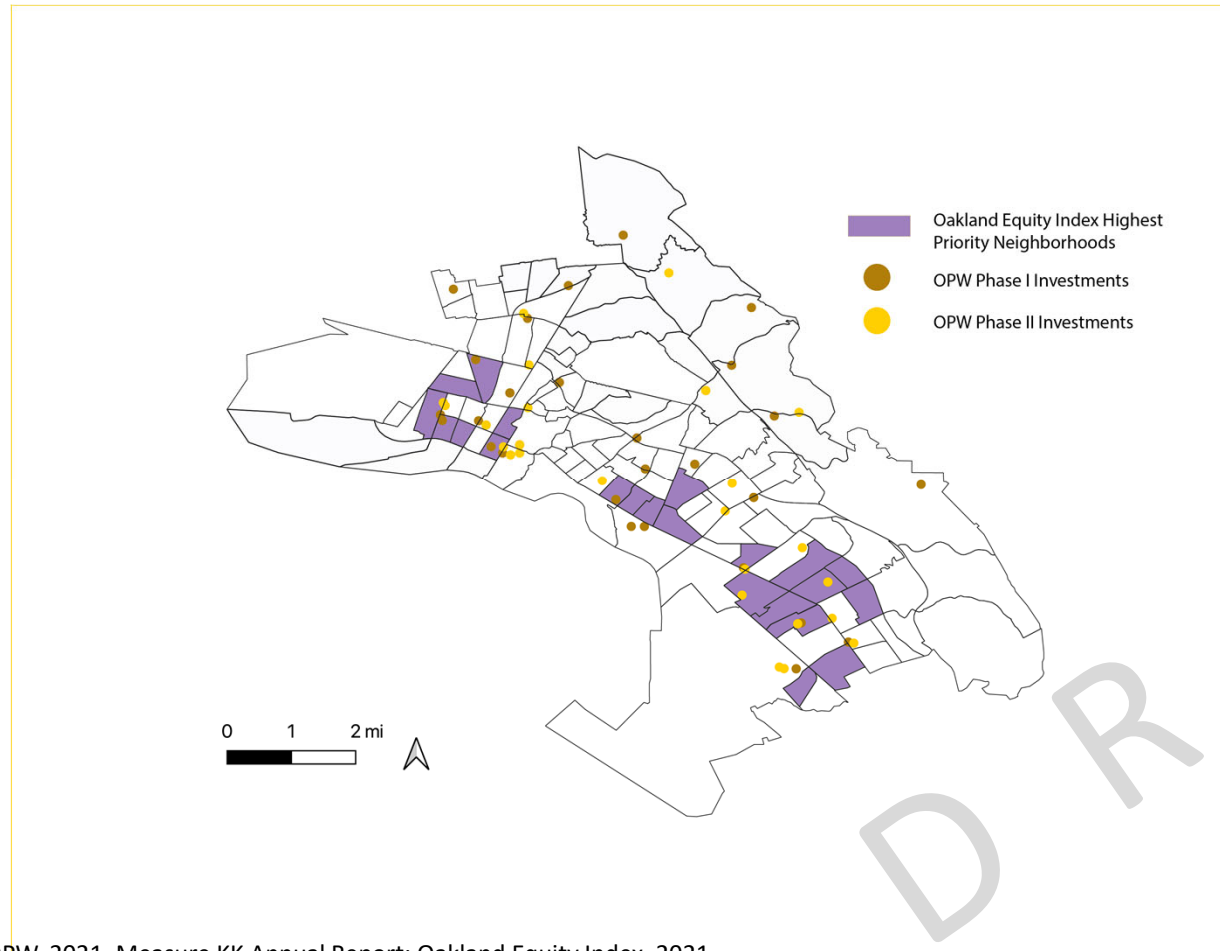 Oakland Equity Index Highest
Priority Neighborhoods
OPW Phase I Investments
OPW Phase II Investments
0 1 2 mi
D R
2021 Measure KK Annual Report; Oakland Equity Index, 2021